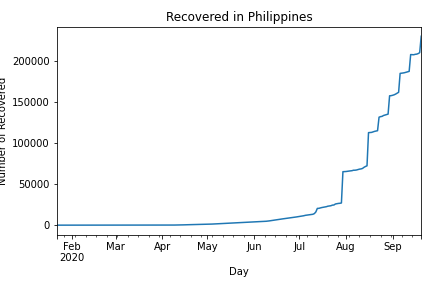 Recovered in Philippines
Number of Recovered
200000
150000
100000
50000
0
Feb Mar Apr May Jun Jul Aug Sep
2020
Day